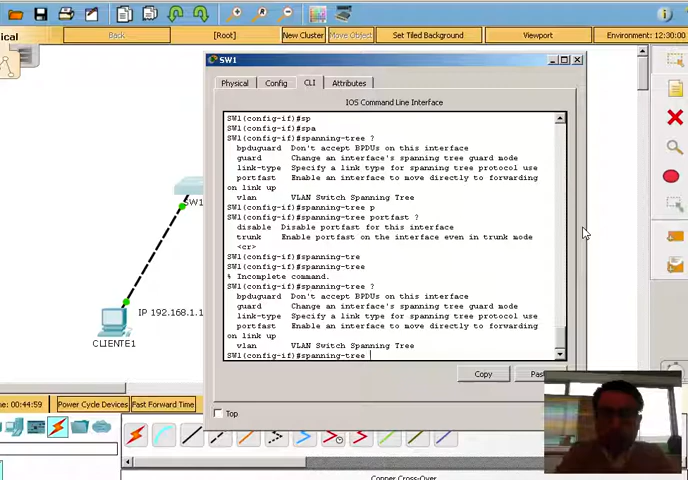 ical
Back
[Root]
New Cluster
Move Object
Set Tiled Background
Viewport
Environment: 12:30:00
SW1
Physical
Config
CLI
Attributes
IOS Command Line Interface
SW1(config-if)#sp
SW1(config-if)#spa
SW1(config-if)#spanning-tree ?
bpduguard Don't accept BPDUs on this interface
guard Change an interface's spanning tree guard mode
link-type Specify a link type for spanning tree protocol use
portfast Enable an interface to move directly to forwarding
on link up
vlan VLAN Switch Spanning Tree
SW1(config-if)#spanning-tree p
SW1(config-if)#spanning-tree portfast ?
disable Disable portfast for this interface
trunk Enable portfast on the interface even in trunk mode
<cr>
SW1(config-if)#spanning-tre
SW1(config-if)#spanning-tree
% Incomplete command.
SW1(config-if)#spanning-tree ?
bpduguard Don't accept BPDUs on this interface
guard Change an interface's spanning tree guard mode
link-type Specify a link type for spanning tree protocol use
portfast Enable an interface to move directly to forwarding
on link up
vlan VLAN Switch Spanning Tree
SW1(config-if)#spanning-tree
Copy
Pas
Top
SW1
IP 192.168.1.1
CLIENTE1
me: 00:44:59
Power Cycle Devices
Fast Forward Time
Copper Cross-Over